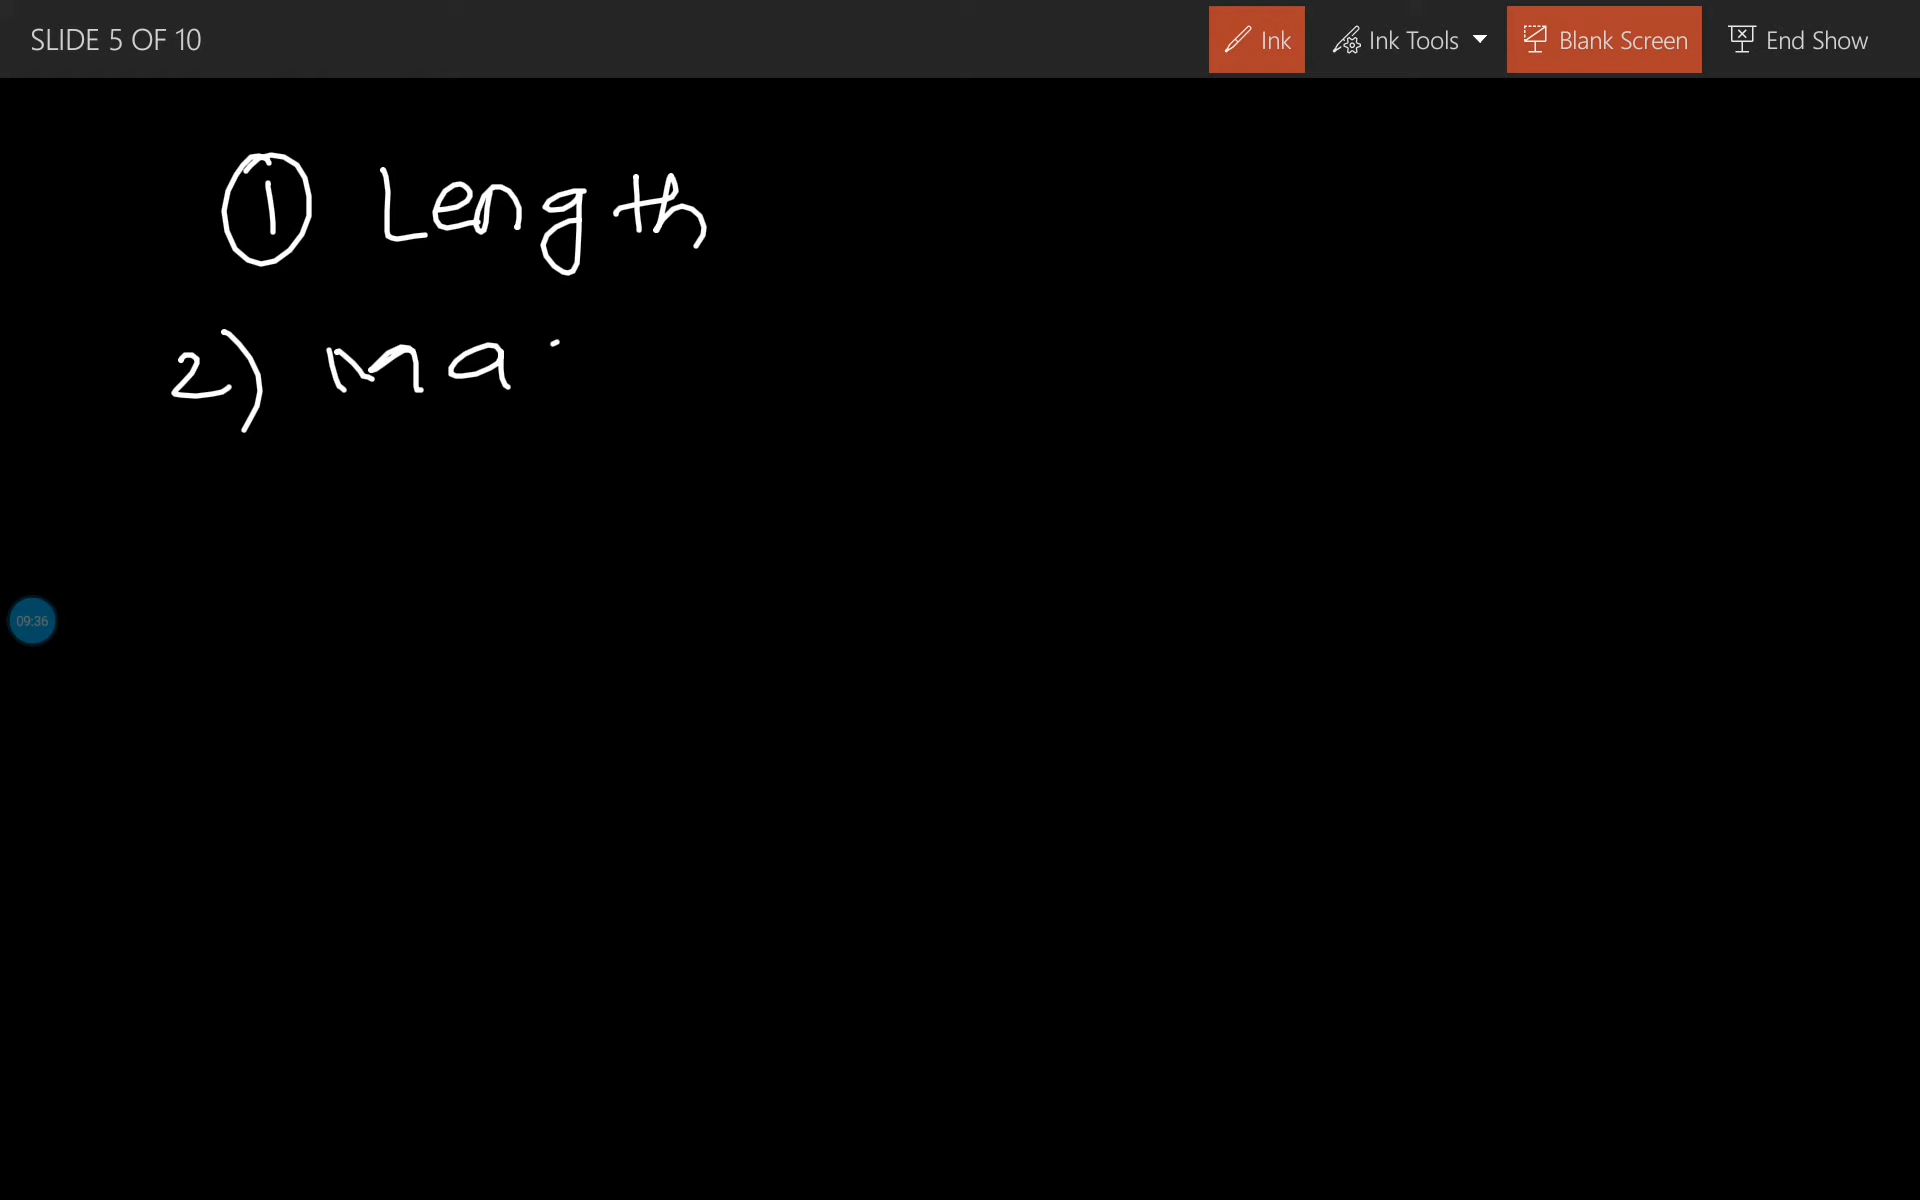 SLIDE 5 OF 10 Ink Ink Tools Blank Screen End Show
① Length
2) ma
09:36